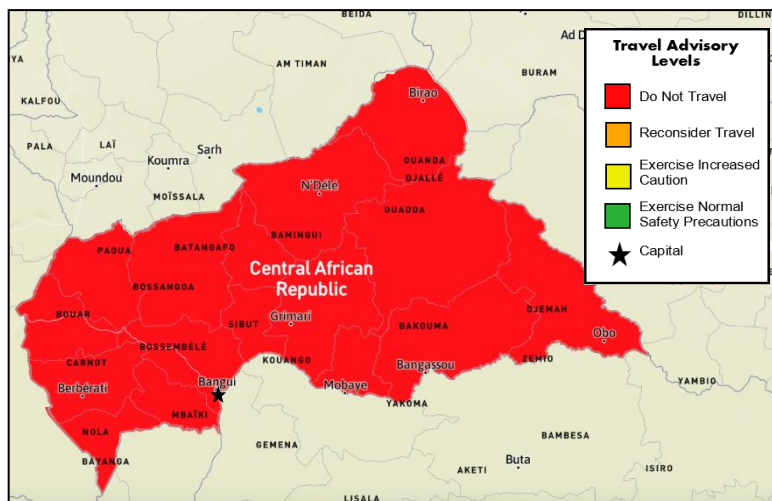 BEIDA
DILLIN
YA
AM TIMAN
Ad D
BURAM
KALFOU
Birao
PALA
LAÏ
Sarh
Koumra
Moundou
MOÏSSALA
OUANDA
DJALLÉ
N'Délé
OUADDA
PAOUA
BATANGAFO
BAMINGUI
Central African
Republic
BOSSANGOA
BOUAR
SIBUT
Grimari
BAKOUMA
DJEMAH
Obo
BOSSEMBÉLÉ
KOUANGO
CARNOT
ZEMIO
Bangassou
Berbérati
Bangui
Mobaye
YAKOMA
YAMBIO
MBAÏKI
NOLA
BAYANGA
GEMENA
BAMBESA
Buta
AKETI
ISIRO
LISALA
Travel Advisory
Levels
Do Not Travel
Reconsider Travel
Exercise Increased
Caution
Exercise Normal
Safety Precautions
Capital